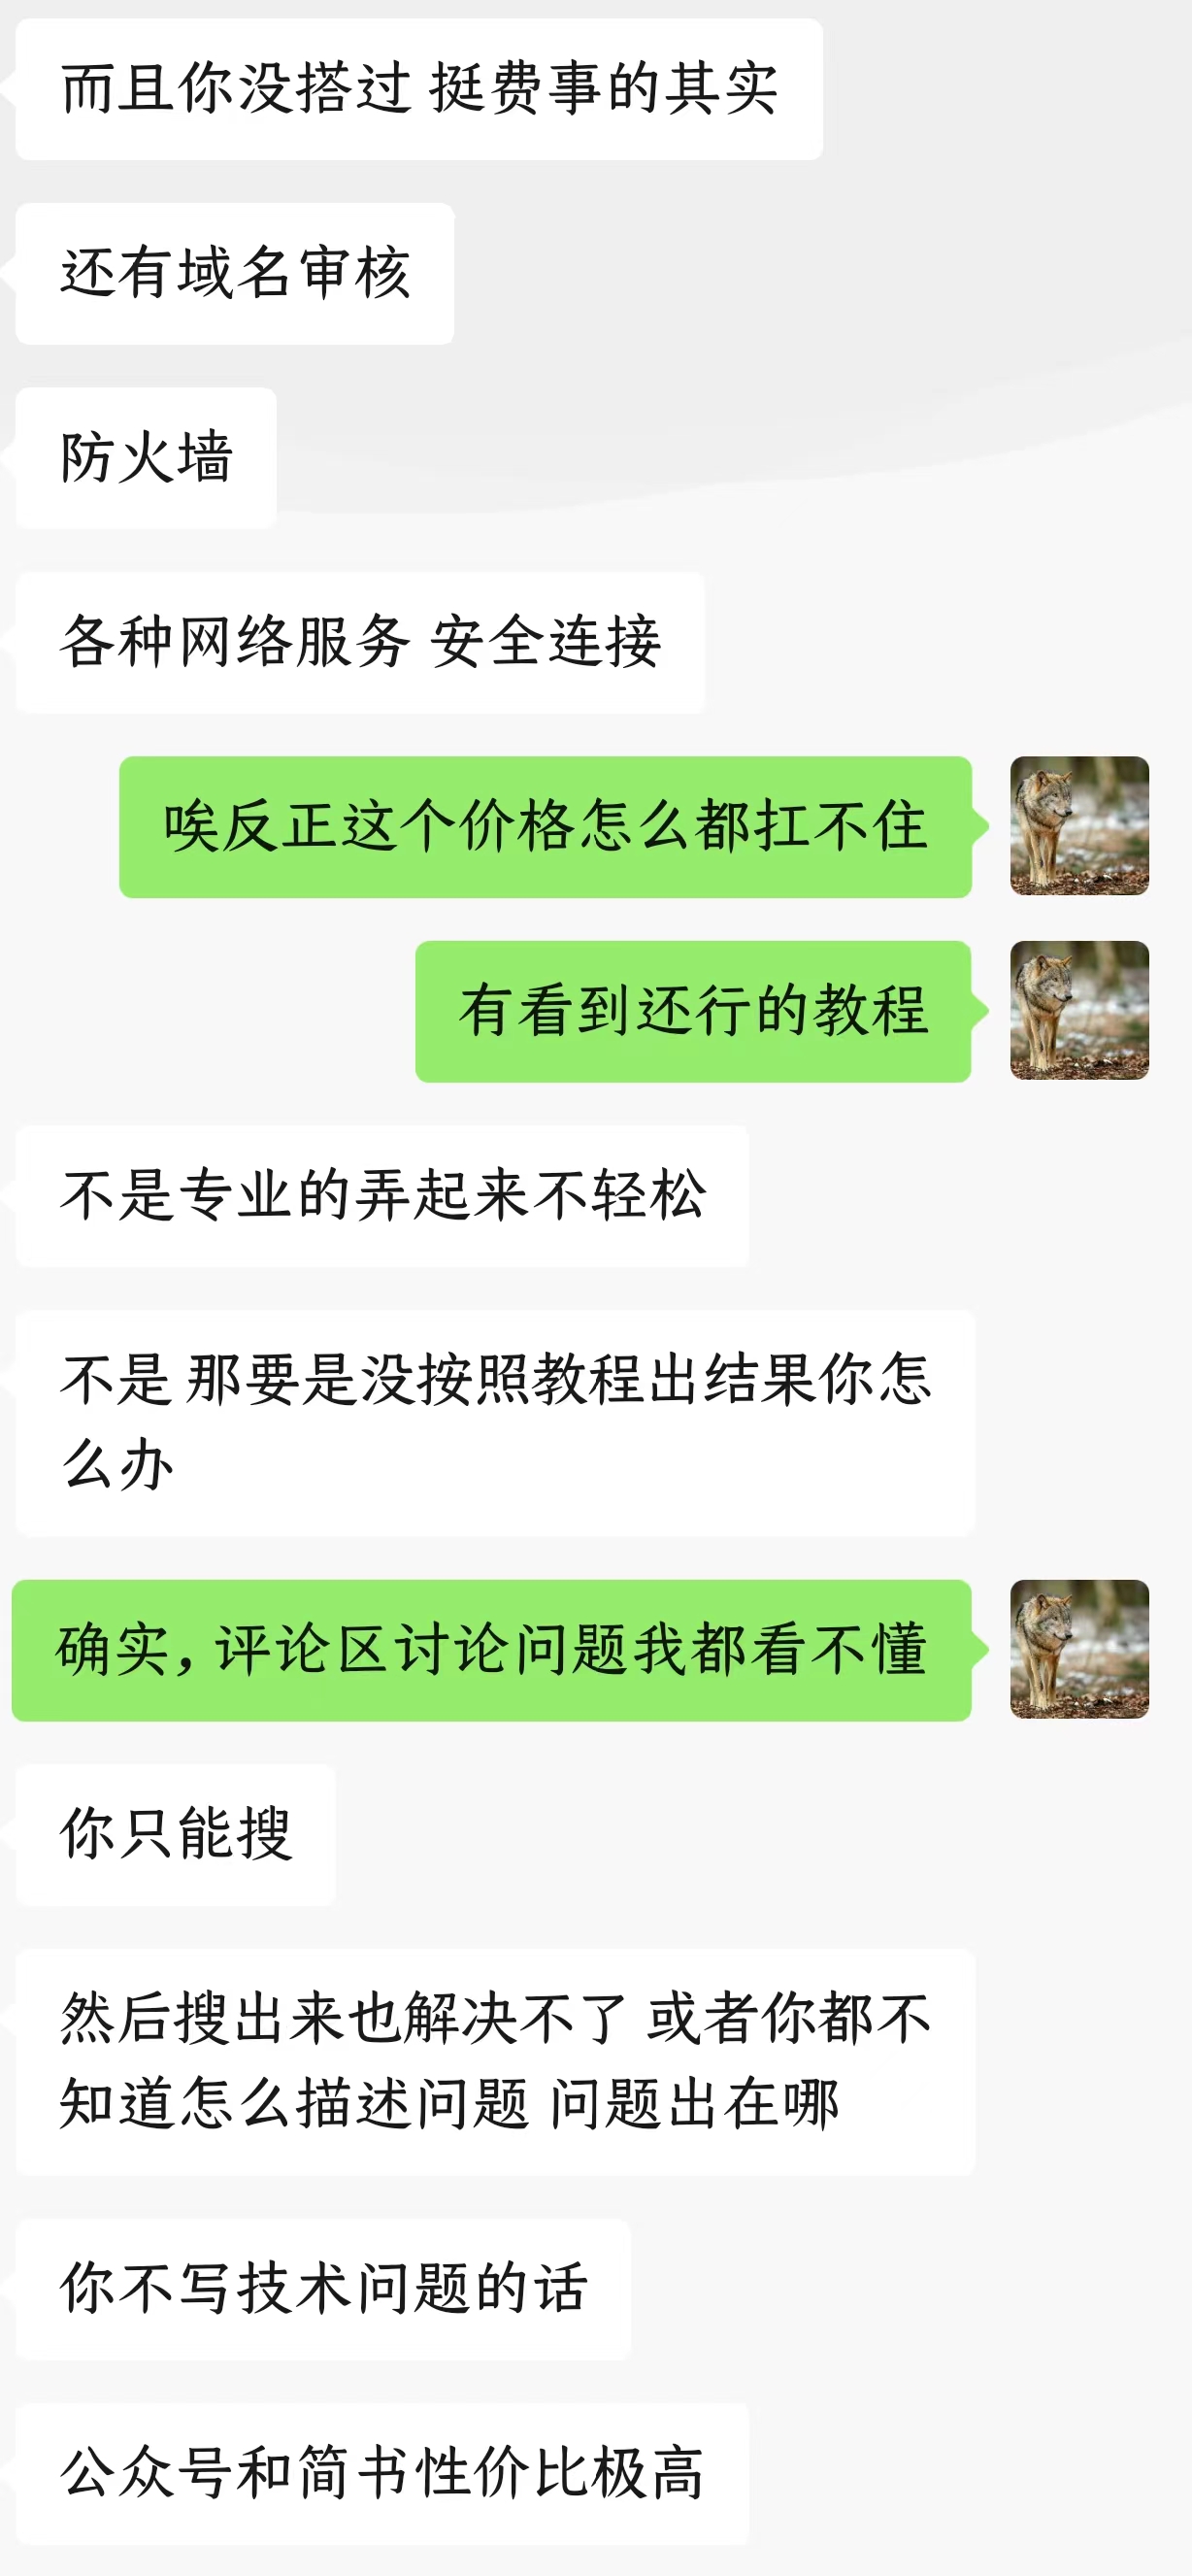 而且你没搭过 挺费事的其实
还有域名审核
防火墙
各种网络服务 安全连接
唉反正这个价格怎么都扛不住
有看到还行的教程
不是专业的弄起来不轻松
不是 那要是没按照教程出结果你怎
么办
确实，评论区讨论问题我都看不懂
你只能搜
然后搜出来也解决不了 或者你都不
知道怎么描述问题 问题出在哪
你不写技术问题的话
公众号和简书性价比极高